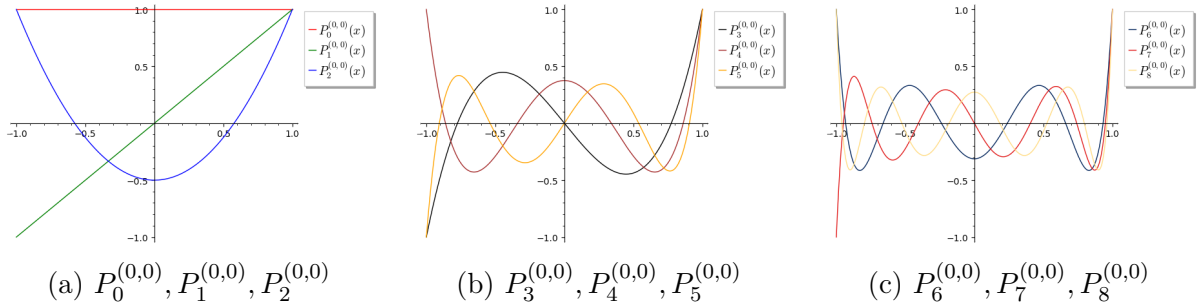 1.0
0.5
-0.5
-1.0
-1.0 -0.5 0.5 1.0
P_0^{(0,0)}(x)
P_1^{(0,0)}(x)
P_2^{(0,0)}(x)
(a) P_0^{(0,0)}, P_1^{(0,0)}, P_2^{(0,0)}
1.0
0.5
-0.5
-1.0
-1.0 -0.5 0.5 1.0
P_3^{(0,0)}(x)
P_4^{(0,0)}(x)
P_5^{(0,0)}(x)
(b) P_3^{(0,0)}, P_4^{(0,0)}, P_5^{(0,0)}
1.0
0.5
-0.5
-1.0
-1.0 -0.5 0.5 1.0
P_6^{(0,0)}(x)
P_7^{(0,0)}(x)
P_8^{(0,0)}(x)
(c) P_6^{(0,0)}, P_7^{(0,0)}, P_8^{(0,0)}